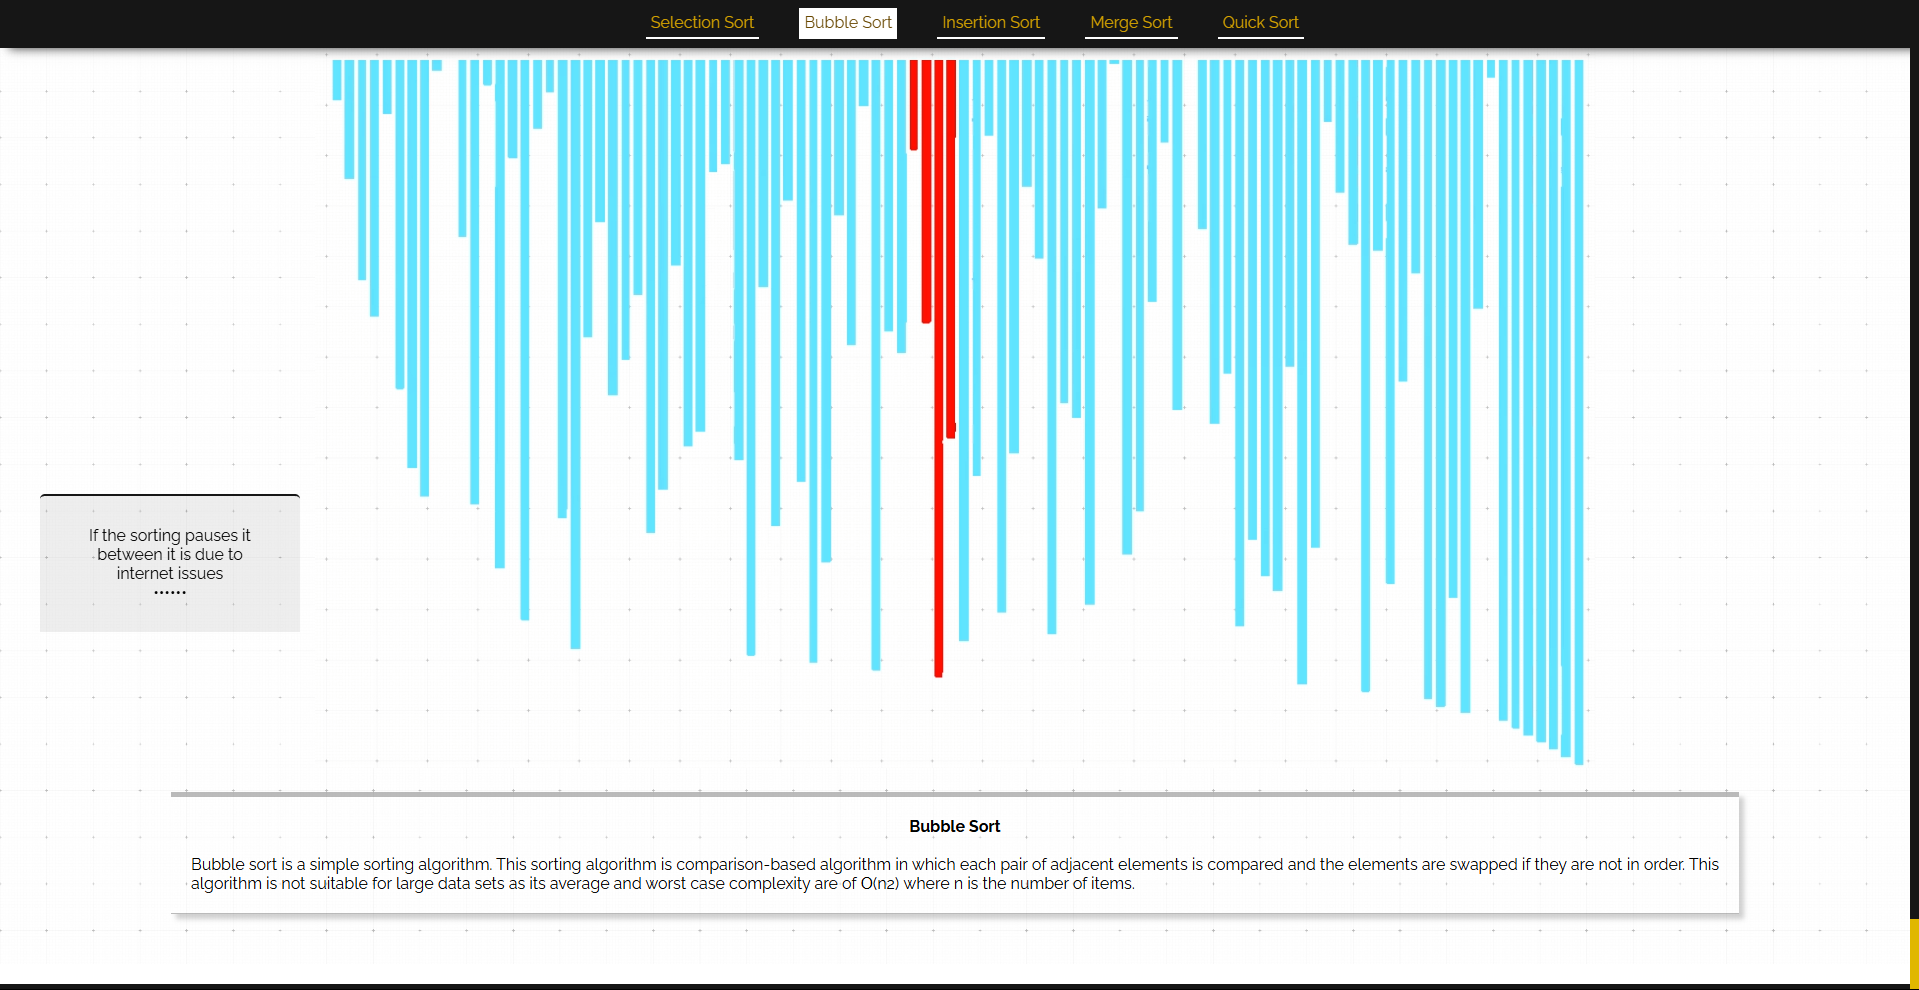 Selection Sort Bubble Sort Insertion Sort Merge Sort Quick Sort
If the sorting pauses it
between it is due to
internet issues
••••••
Bubble Sort
Bubble sort is a simple sorting algorithm. This sorting algorithm is comparison-based algorithm in which each pair of adjacent elements is compared and the elements are swapped if they are not in order. This
algorithm is not suitable for large data sets as its average and worst case complexity are of O(n2) where n is the number of items.